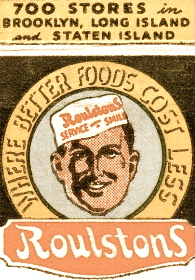 700 STORES in
BROOKLYN, LONG ISLAND
and STATEN ISLAND
WHERE BETTER FOODS COST LESS
Roulstons
SERVICE WITH A SMILE
Roulstons